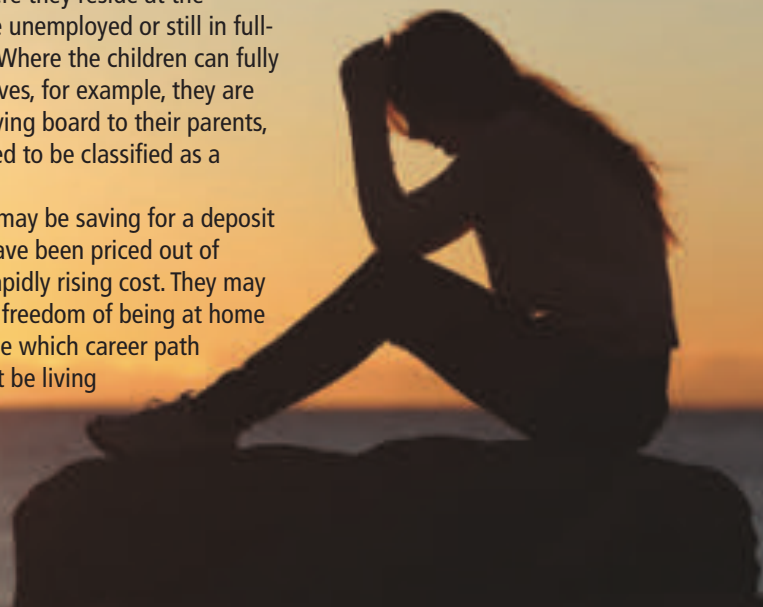 ere they reside at the
e unemployed or still in full-
Where the children can fully
ves, for example, they are
ying board to their parents,
ed to be classified as a
may be saving for a deposit
ave been priced out of
apidly rising cost. They may
freedom of being at home
e which career path
t be living